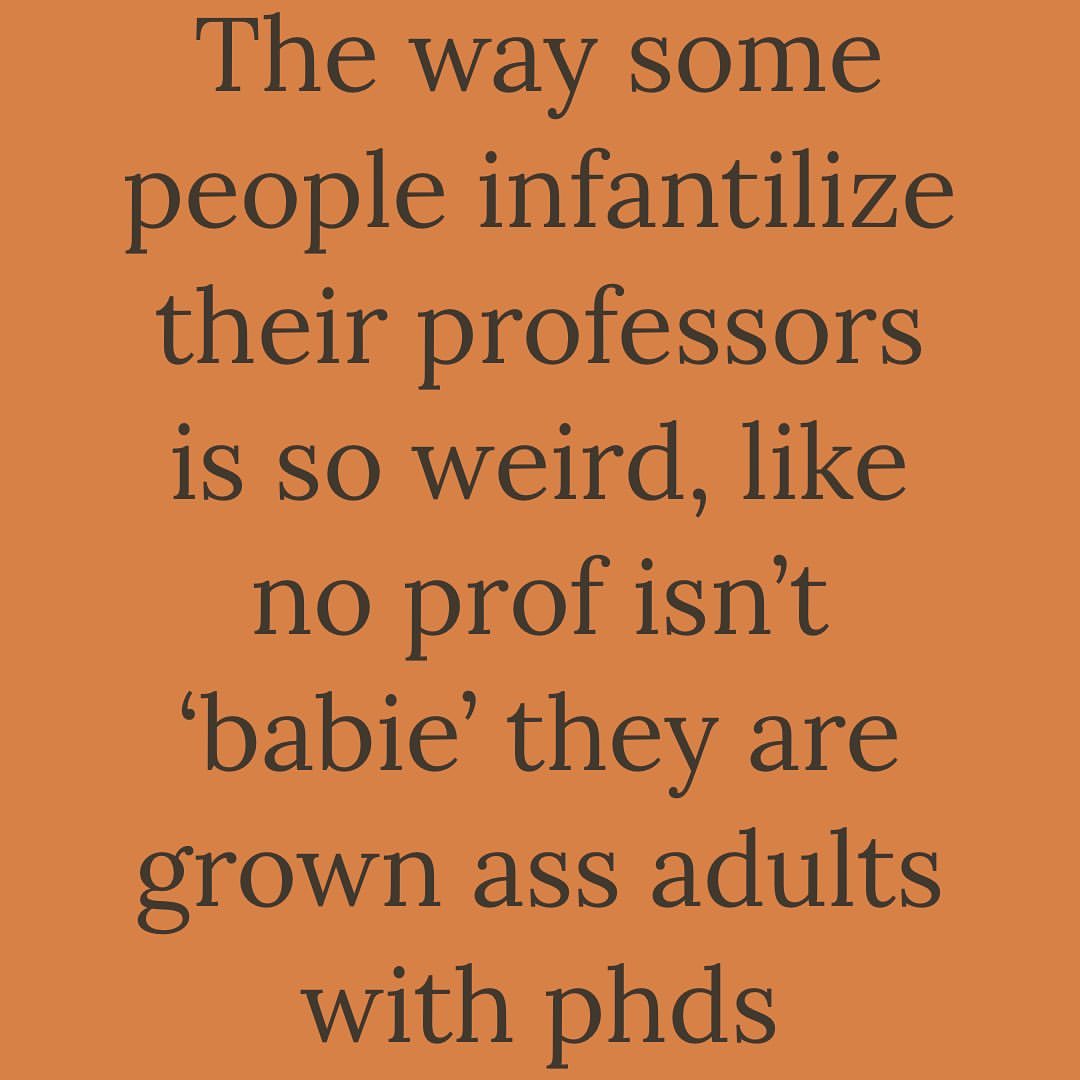 The way some
people infantilize
their professors
is so weird, like
no prof isn’t
‘babie’ they are
grown ass adults
with phds